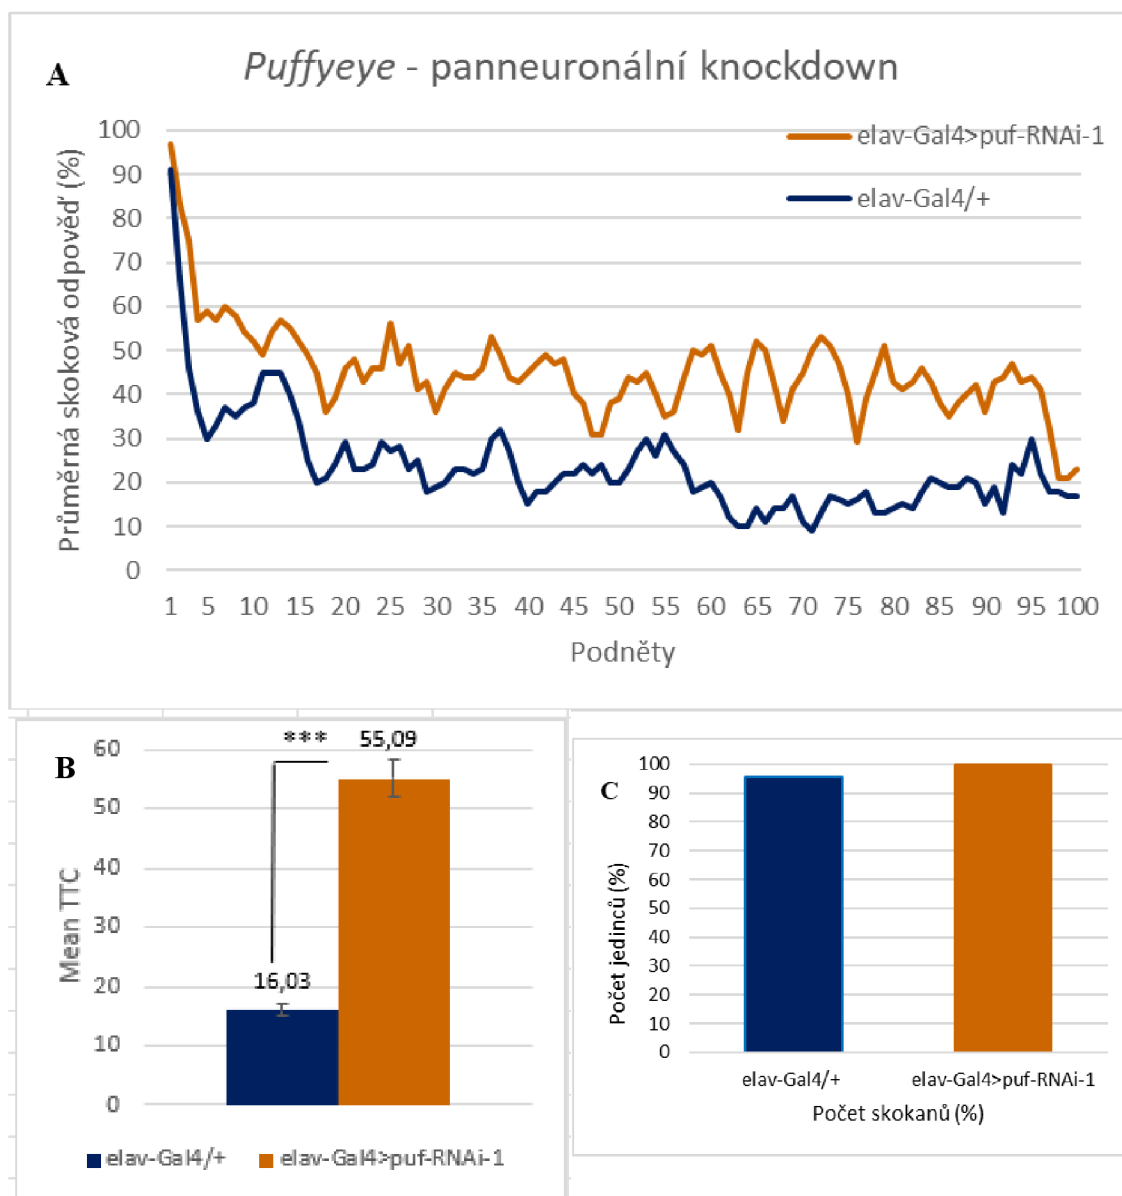 A
Puffyeye - panneuronální knockdown
elav-Gal4>puf-RNAi-1
elav-Gal4/+
Průměrná skoková odpověď (%)
100
90
80
70
60
50
40
30
20
10
0
1 5 10 15 20 25 30 35 40 45 50 55 60 65 70 75 80 85 90 95 100
Podněty
B
Mean TTC
60
50
40
30
20
10
0
***
55,09
16,03
elav-Gal4/+ elav-Gal4>puf-RNAi-1
C
Počet jedinců (%)
100
90
80
70
60
50
40
30
20
10
0
elav-Gal4/+ elav-Gal4>puf-RNAi-1
Počet skokanů (%)